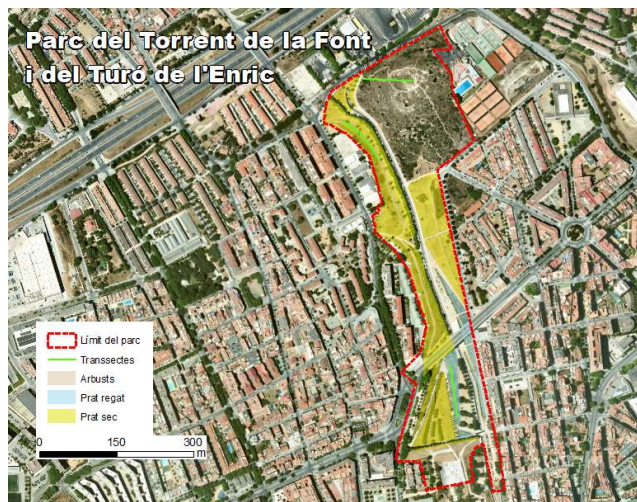 Parc del Torrent de la Font
i del Turó de l'Enric
Límit del parc
Transsectes
Arbusts
Prat regat
Prat sec
0 150 300
m